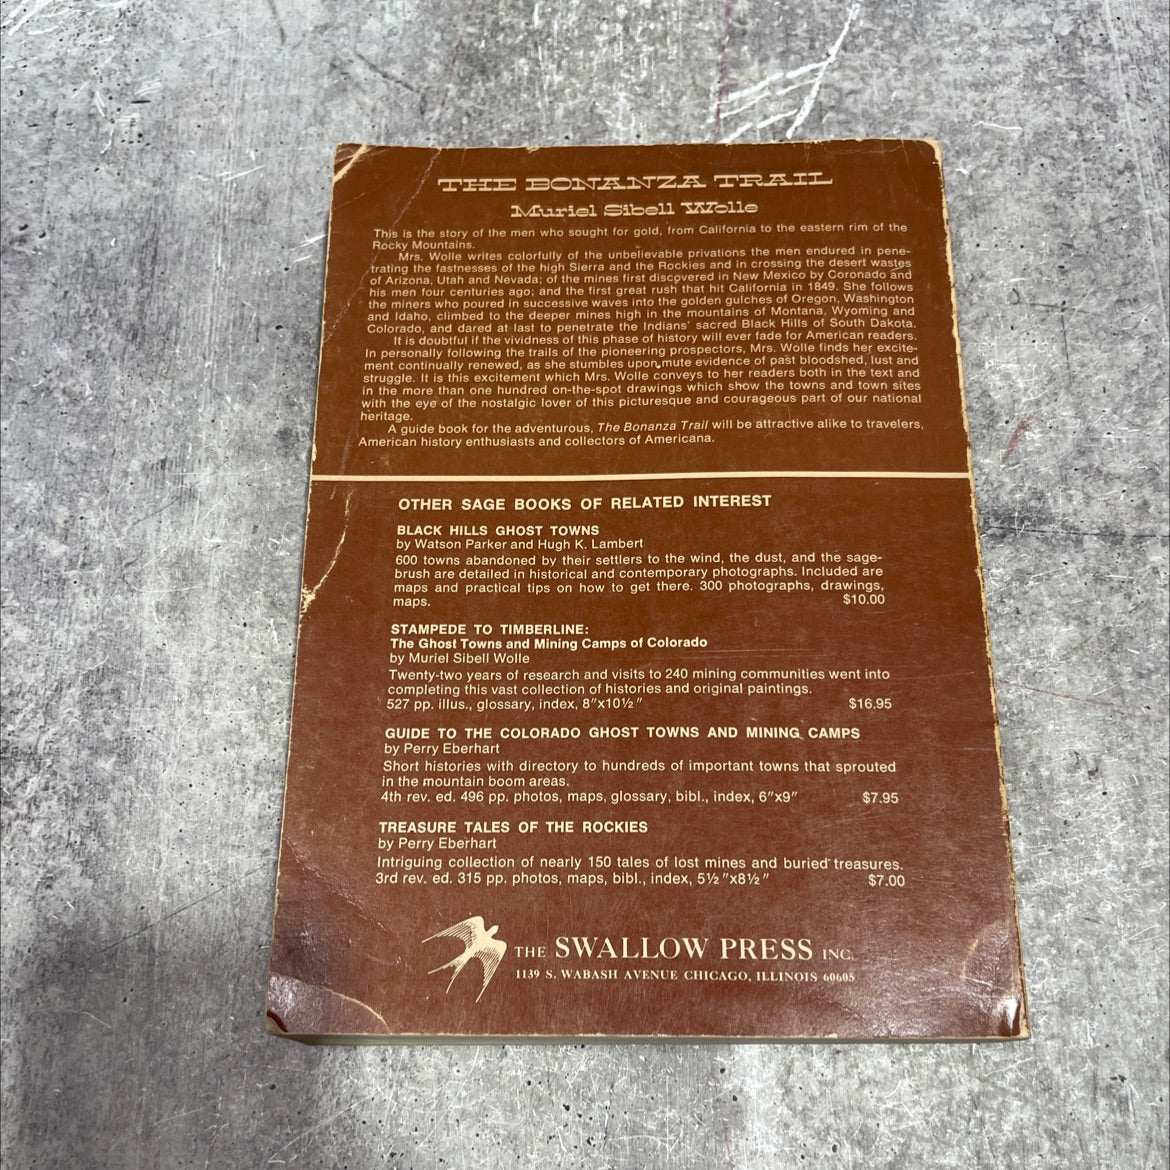 THE BONANZA TRAIL
Muriel Sibell Wolle
This is the story of the men who sought for gold, from California to the eastern rim of the
Rocky Mountains.
Mrs. Wolle writes colorfully of the unbelievable privations the men endured in pene-
trating the fastnesses of the high Sierra and the Rockies and in crossing the desert wastes
of Arizona, Utah and Nevada; of the mines first discovered in New Mexico by Coronado and
his men four centuries ago; and the first great rush that hit California in 1849. She follows
the miners who poured in successive waves into the golden gulches of Oregon, Washington
and Idaho, climbed to the deeper mines high in the mountains of Montana, Wyoming and
Colorado, and dared at last to penetrate the Indians' sacred Black Hills of South Dakota.
It is doubtful if the vividness of this phase of history will ever fade for American readers.
In personally following the trails of the pioneering prospectors, Mrs. Wolle finds her excite-
ment continually renewed, as she stumbles upon mute evidence of past bloodshed, lust and
struggle. It is this excitement which Mrs. Wolle conveys to her readers both in the text and
in the more than one hundred on-the-spot drawings which show the towns and town sites
with the eye of the nostalgic lover of this picturesque and courageous part of our national
heritage.
A guide book for the adventurous, The Bonanza Trail will be attractive alike to travelers,
American history enthusiasts and collectors of Americana.
OTHER SAGE BOOKS OF RELATED INTEREST
BLACK HILLS GHOST TOWNS
by Watson Parker and Hugh K. Lambert
600 towns abandoned by their settlers to the wind, the dust, and the sage-
brush are detailed in historical and contemporary photographs. Included are
maps and practical tips on how to get there. 300 photographs, drawings,
maps. $10.00
STAMPEDE TO TIMBERLINE:
The Ghost Towns and Mining Camps of Colorado
by Muriel Sibell Wolle
Twenty-two years of research and visits to 240 mining communities went into
completing this vast collection of histories and original paintings.
527 pp. illus., glossary, index, 8"x10½" $16.95
GUIDE TO THE COLORADO GHOST TOWNS AND MINING CAMPS
by Perry Eberhart
Short histories with directory to hundreds of important towns that sprouted
in the mountain boom areas.
4th rev. ed. 496 pp. photos, maps, glossary, bibl., index, 6"x9" $7.95
TREASURE TALES OF THE ROCKIES
by Perry Eberhart
Intriguing collection of nearly 150 tales of lost mines and buried treasures.
3rd rev. ed. 315 pp. photos, maps, bibl., index, 5½"x8½" $7.00
THE SWALLOW PRESS INC.
1139 S. WABASH AVENUE CHICAGO, ILLINOIS 60605